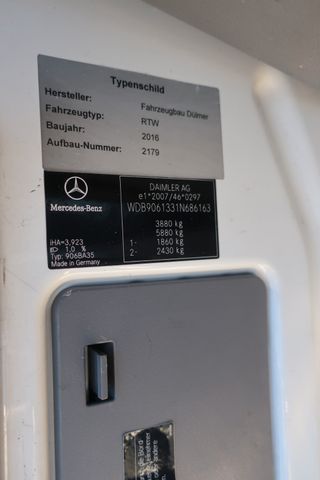 Typenschild
Hersteller: Fahrzeugbau Dülmer
Fahrzeugtyp: RTW
Baujahr: 2016
Aufbau-Nummer: 2179
Mercedes-Benz
DAIMLER AG
e1*2007/46*0297
WDB9061331N686163
3880 kg
5880 kg
1- 1860 kg
2- 2430 kg
iHA=3,923
1,0 %
Typ: 906BA35
Made in Germany